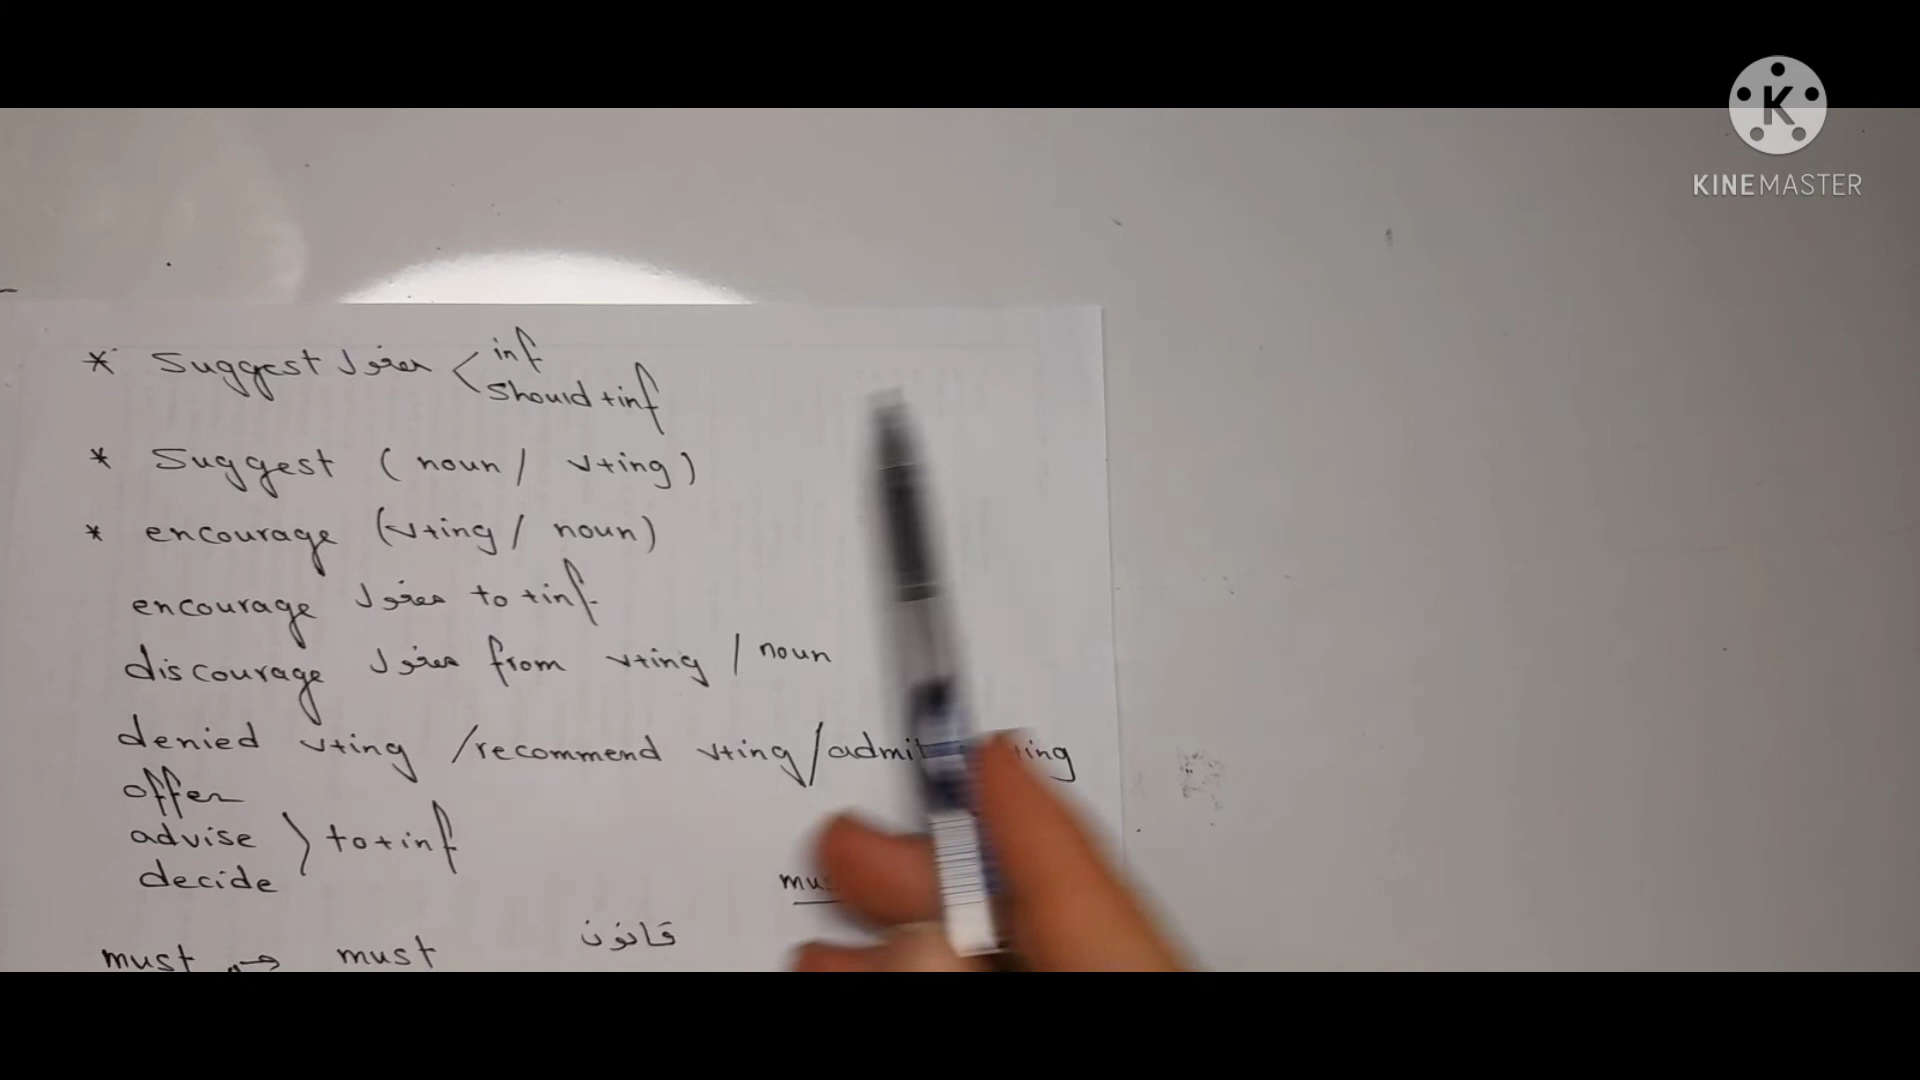 KINEMASTER
* Suggest مفعول < inf
should + inf
* Suggest ( noun / v+ing )
* encourage (v+ing / noun)
encourage مفعول to + inf
discourage مفعول from v+ing / noun
denied v+ing / recommend v+ing / admit ing
offer
advise } to + inf
decide
must → must قانون